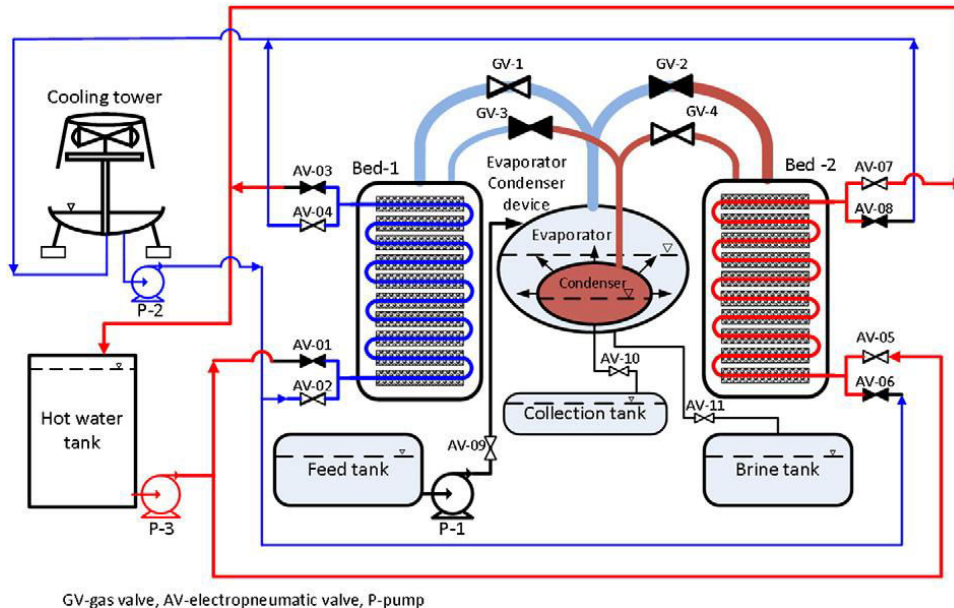 GV-1
GV-2
GV-3
GV-4
Cooling tower
Bed-1
Evaporator
Condenser
device
Bed -2
AV-03
AV-04
AV-07
AV-08
Evaporator
Condenser
P-2
AV-01
AV-02
AV-05
AV-06
AV-10
AV-11
Hot water
tank
Collection tank
AV-09
Feed tank
Brine tank
P-3
P-1
GV-gas valve, AV-electropneumatic valve, P-pump